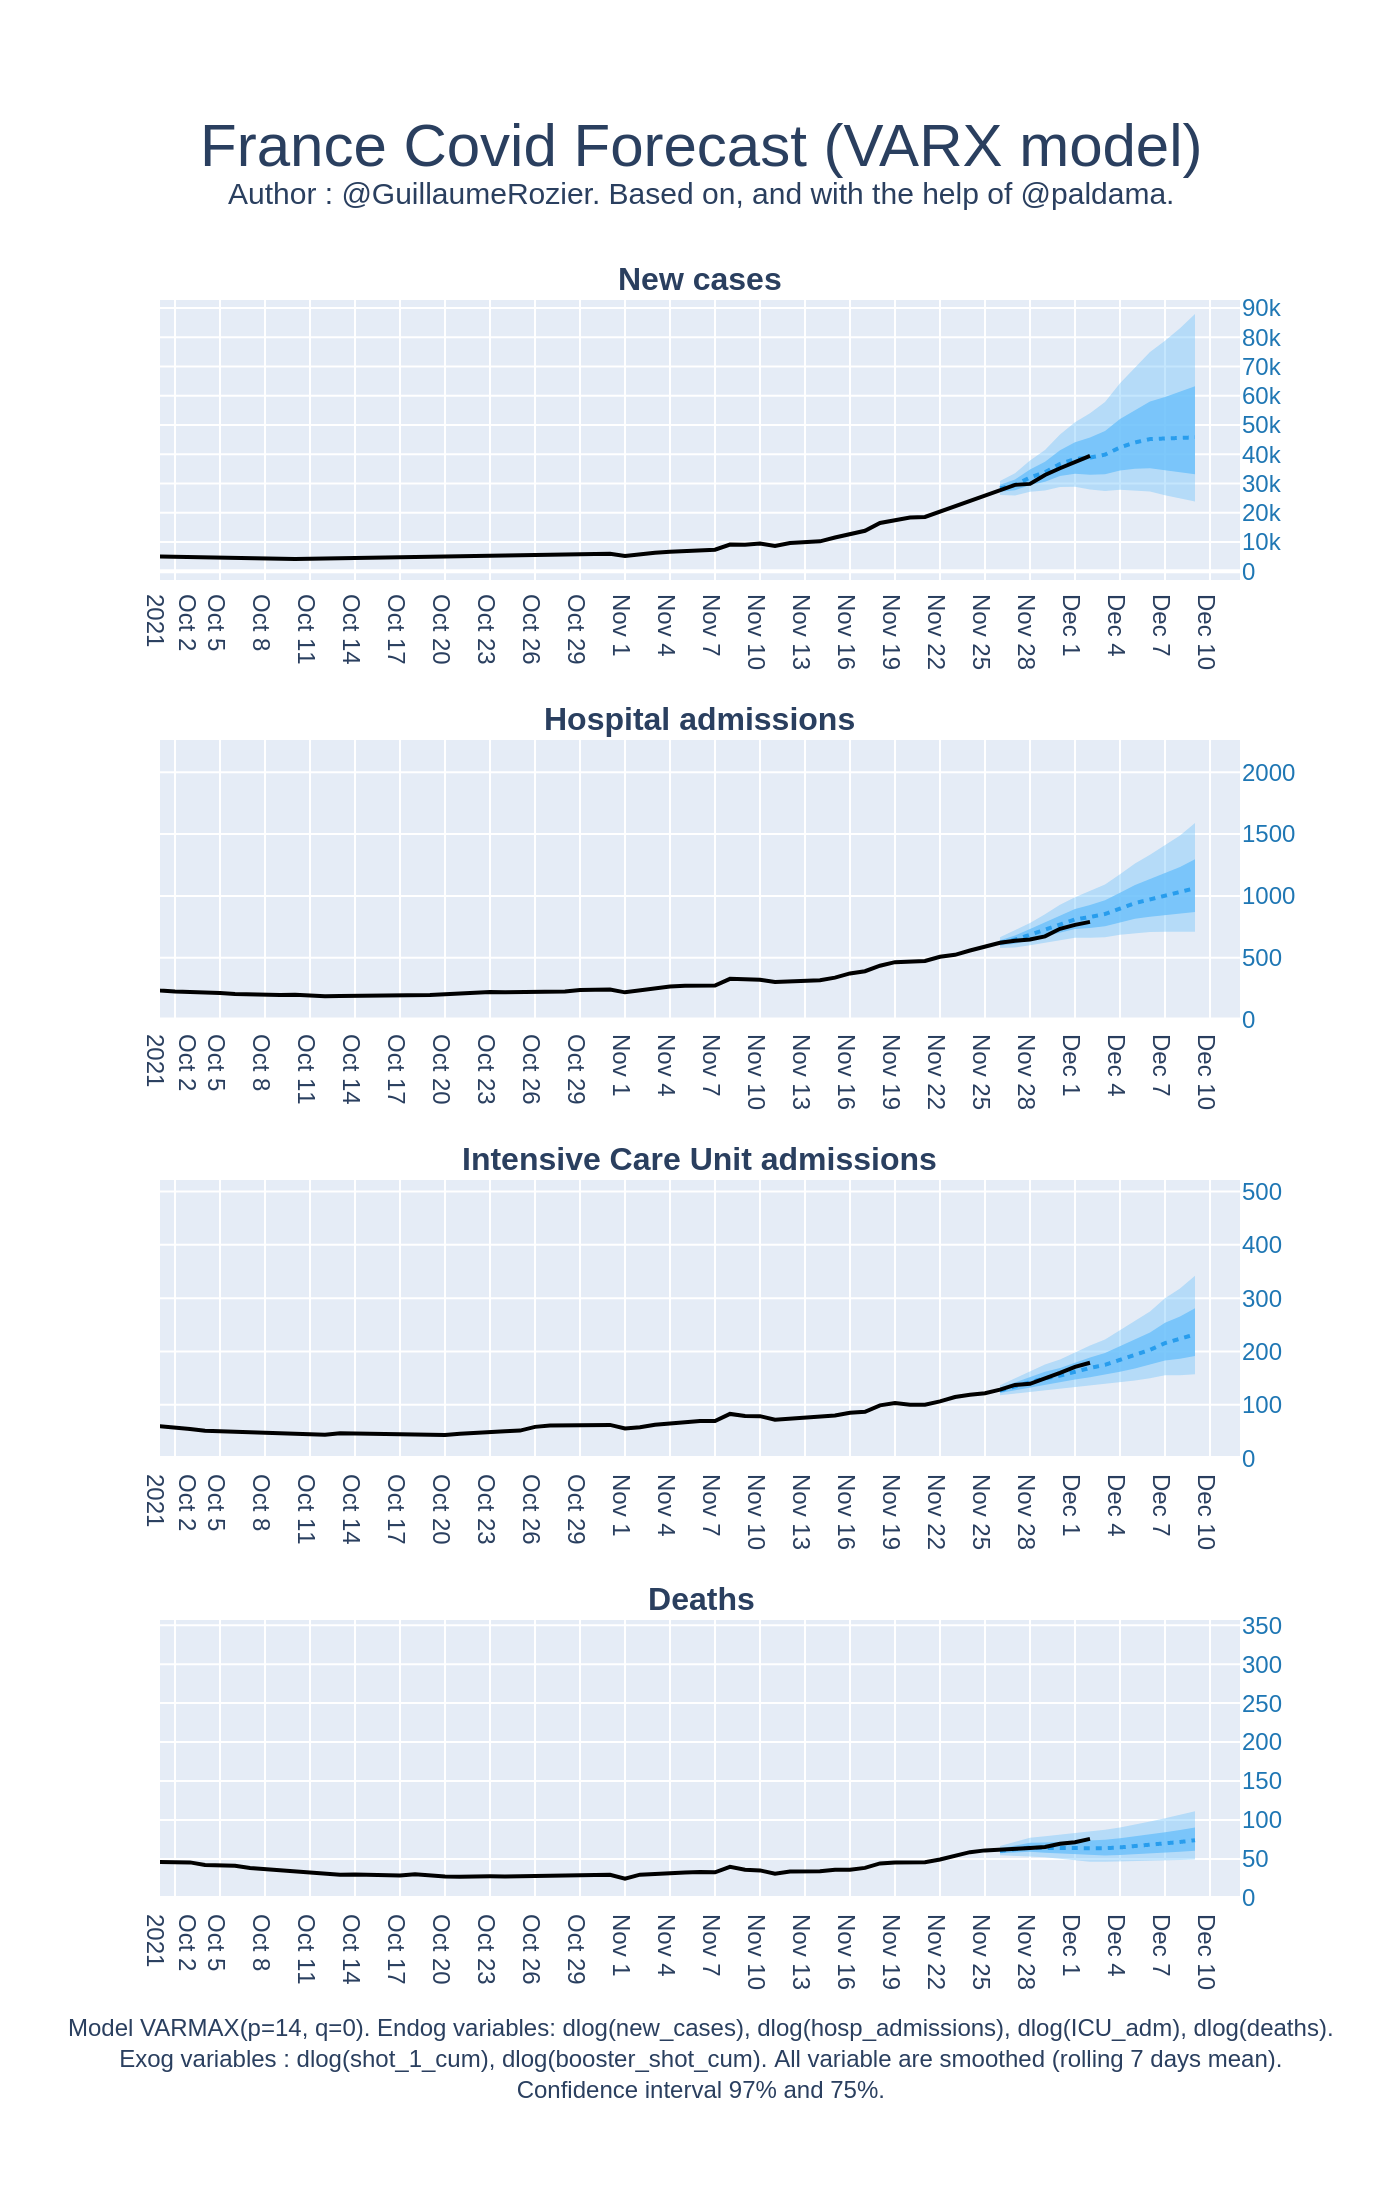 France Covid Forecast (VARX model)
Author : @GuillaumeRozier. Based on, and with the help of @paldama.
New cases
90k
80k
70k
60k
50k
40k
30k
20k
10k
0
2021
Oct 2
Oct 5
Oct 8
Oct 11
Oct 14
Oct 17
Oct 20
Oct 23
Oct 26
Oct 29
Nov 1
Nov 4
Nov 7
Nov 10
Nov 13
Nov 16
Nov 19
Nov 22
Nov 25
Nov 28
Dec 1
Dec 4
Dec 7
Dec 10
Hospital admissions
2000
1500
1000
500
0
2021
Oct 2
Oct 5
Oct 8
Oct 11
Oct 14
Oct 17
Oct 20
Oct 23
Oct 26
Oct 29
Nov 1
Nov 4
Nov 7
Nov 10
Nov 13
Nov 16
Nov 19
Nov 22
Nov 25
Nov 28
Dec 1
Dec 4
Dec 7
Dec 10
Intensive Care Unit admissions
500
400
300
200
100
0
2021
Oct 2
Oct 5
Oct 8
Oct 11
Oct 14
Oct 17
Oct 20
Oct 23
Oct 26
Oct 29
Nov 1
Nov 4
Nov 7
Nov 10
Nov 13
Nov 16
Nov 19
Nov 22
Nov 25
Nov 28
Dec 1
Dec 4
Dec 7
Dec 10
Deaths
350
300
250
200
150
100
50
0
2021
Oct 2
Oct 5
Oct 8
Oct 11
Oct 14
Oct 17
Oct 20
Oct 23
Oct 26
Oct 29
Nov 1
Nov 4
Nov 7
Nov 10
Nov 13
Nov 16
Nov 19
Nov 22
Nov 25
Nov 28
Dec 1
Dec 4
Dec 7
Dec 10
Model VARMAX(p=14, q=0). Endog variables: dlog(new_cases), dlog(hosp_admissions), dlog(ICU_adm), dlog(deaths).
Exog variables : dlog(shot_1_cum), dlog(booster_shot_cum). All variable are smoothed (rolling 7 days mean).
Confidence interval 97% and 75%.